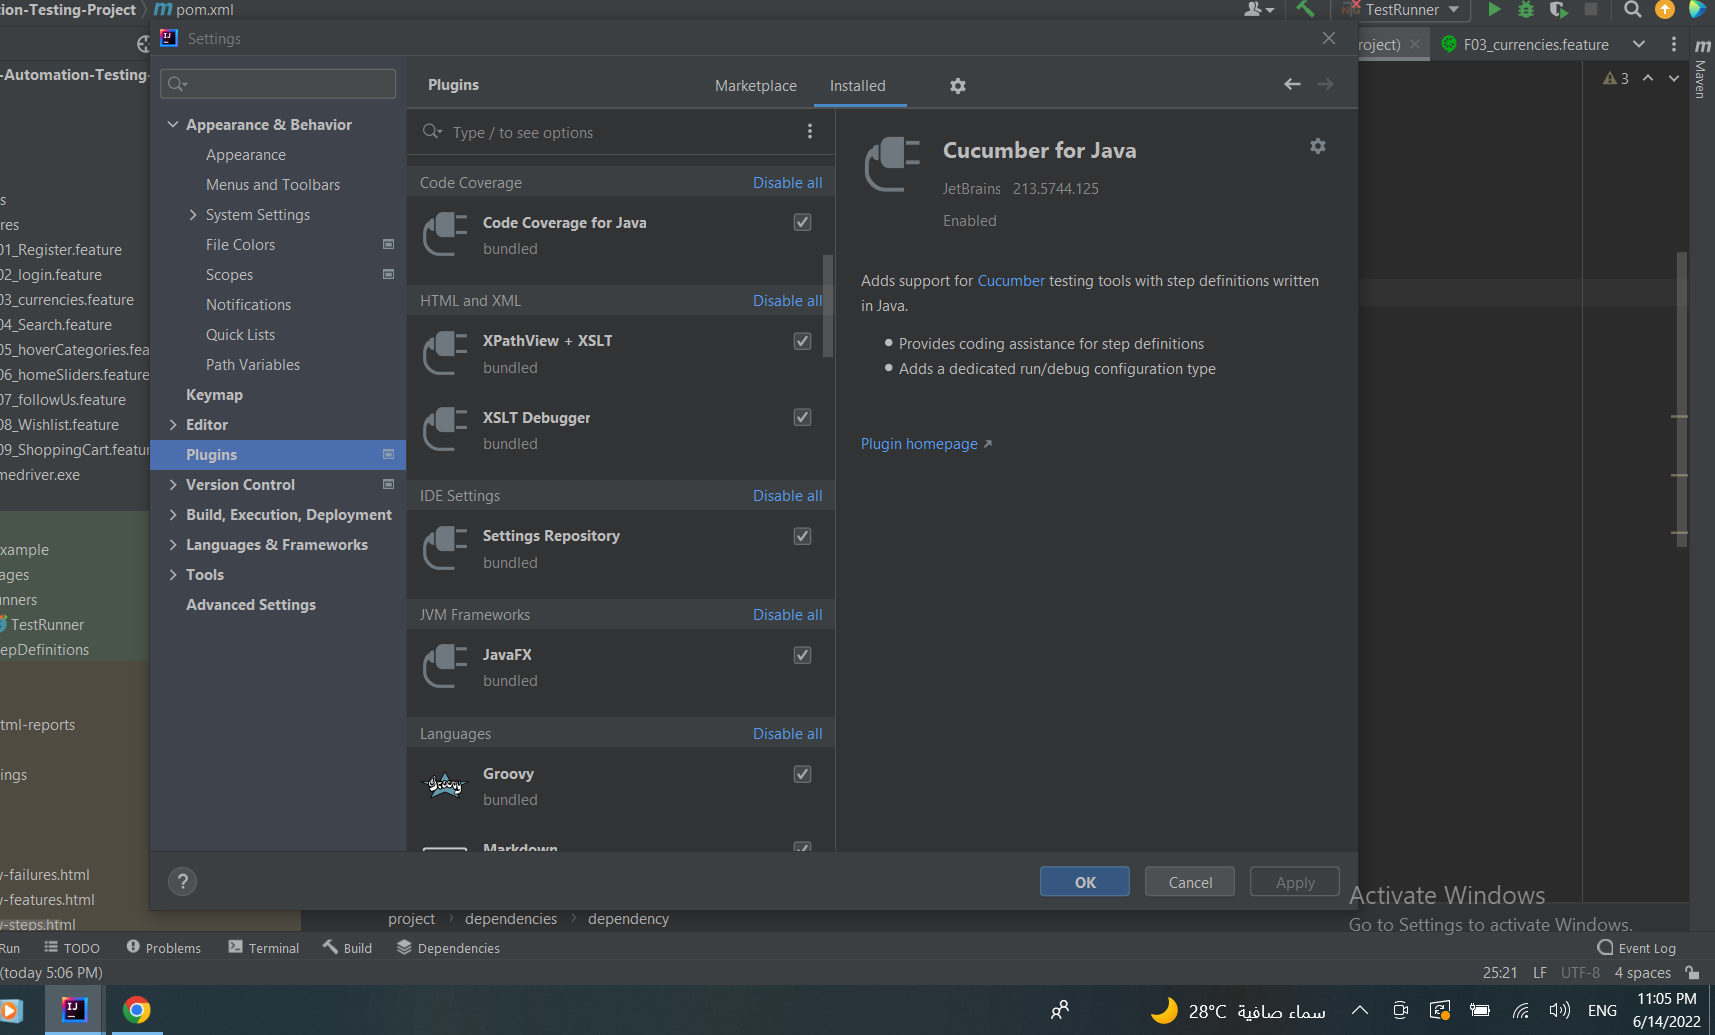 ion-Testing-Project
m pom.xml
TestRunner
Settings
roject)
F03_currencies.feature
-Automation-Testing-
3
Maven
s
res
01_Register.feature
02_login.feature
03_currencies.feature
04_Search.feature
05_hoverCategories.fea
06_homeSliders.feature
07_followUs.feature
08_Wishlist.feature
09_ShoppingCart.featur
medriver.exe
xample
ages
unners
TestRunner
epDefinitions
tml-reports
ings
w-failures.html
w-features.html
w-steps.html
Appearance & Behavior
Appearance
Menus and Toolbars
System Settings
File Colors
Scopes
Notifications
Quick Lists
Path Variables
Keymap
Editor
Plugins
Version Control
Build, Execution, Deployment
Languages & Frameworks
Tools
Advanced Settings
Plugins
Marketplace
Installed
Type / to see options
Code Coverage Disable all
Code Coverage for Java
bundled
HTML and XML Disable all
XPathView + XSLT
bundled
XSLT Debugger
bundled
IDE Settings Disable all
Settings Repository
bundled
JVM Frameworks Disable all
JavaFX
bundled
Languages Disable all
Groovy
bundled
Markdown
Cucumber for Java
JetBrains 213.5744.125
Enabled
Adds support for Cucumber testing tools with step definitions written
in Java.
Provides coding assistance for step definitions
Adds a dedicated run/debug configuration type
Plugin homepage
?
OK
Cancel
Apply
Activate Windows
Go to Settings to activate Windows.
project dependencies dependency
Run TODO Problems Terminal Build Dependencies Event Log
(today 5:06 PM)
25:21 LF UTF-8 4 spaces
28°C سماء صافية
ENG
11:05 PM
6/14/2022